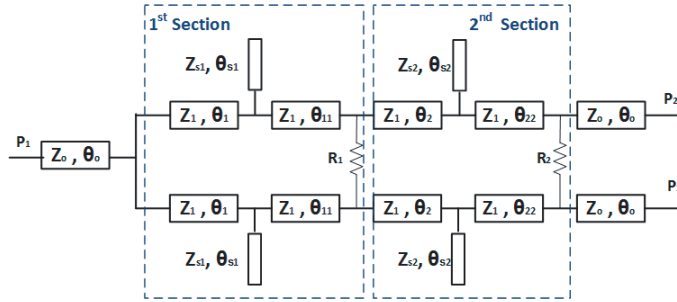 1st Section
2nd Section
Zs1, θs1
Zs2, θs2
Z1 , θ1
Z1 , θ11
Z1 , θ2
Z1 , θ22
Zo , θo
P2
P1
Zo , θo
R1
R2
Z1 , θ1
Z1 , θ11
Z1 , θ2
Z1 , θ22
Zo , θo
Zs1, θs1
Zs2, θs2